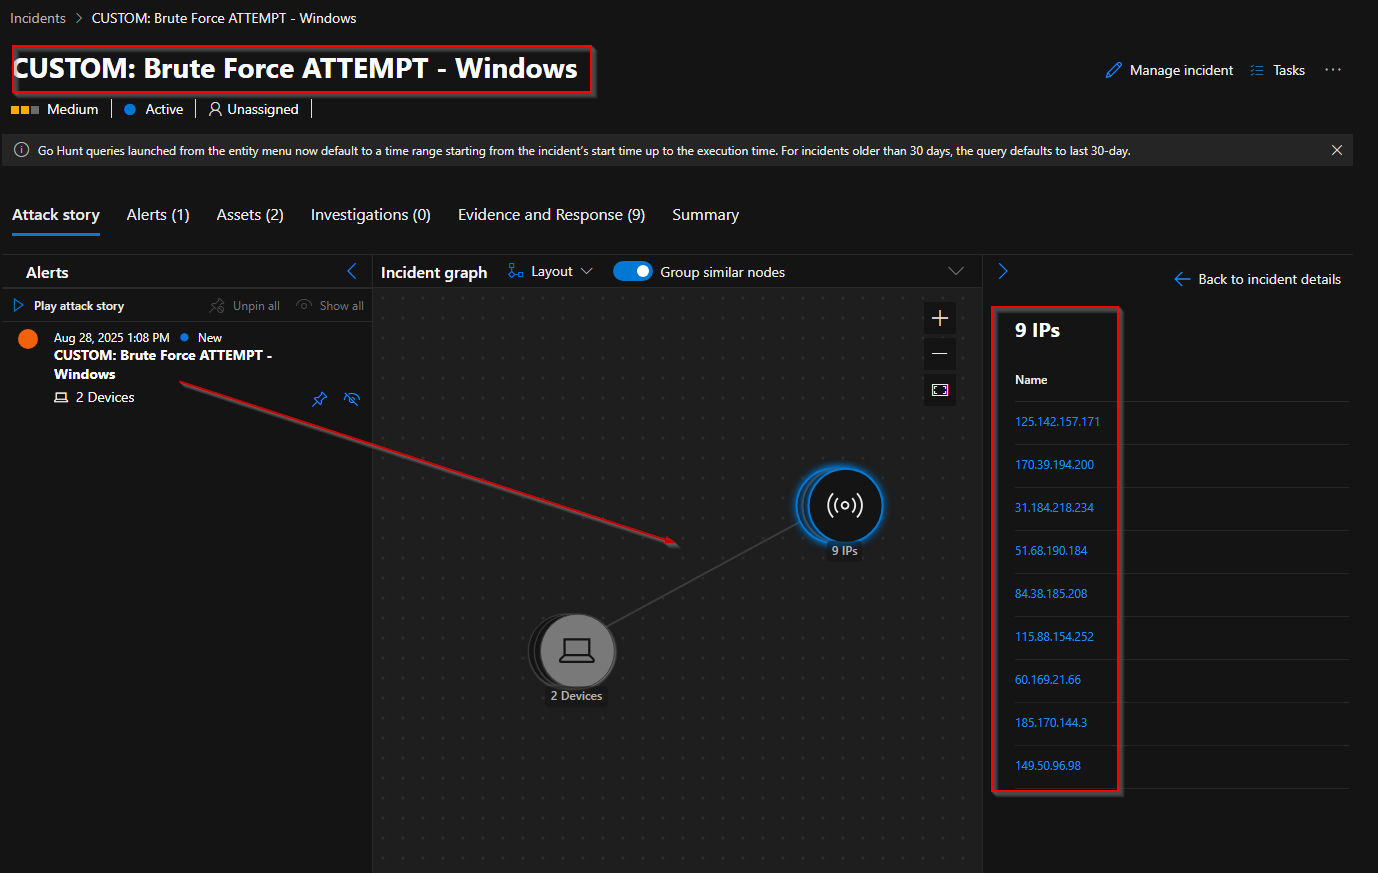 Incidents > CUSTOM: Brute Force ATTEMPT - Windows
CUSTOM: Brute Force ATTEMPT - Windows
Manage incident
Tasks
Medium
Active
Unassigned
Go Hunt queries launched from the entity menu now default to a time range starting from the incident's start time up to the execution time. For incidents older than 30 days, the query defaults to last 30-day.
Attack story
Alerts (1)
Assets (2)
Investigations (0)
Evidence and Response (9)
Summary
Alerts
Play attack story
Unpin all
Show all
Aug 28, 2025 1:08 PM
New
CUSTOM: Brute Force ATTEMPT -
Windows
2 Devices
Incident graph
Layout
Group similar nodes
9 IPs
2 Devices
Back to incident details
9 IPs
Name
125.142.157.171
170.39.194.200
31.184.218.234
51.68.190.184
84.38.185.208
115.88.154.252
60.169.21.66
185.170.144.3
149.50.96.98